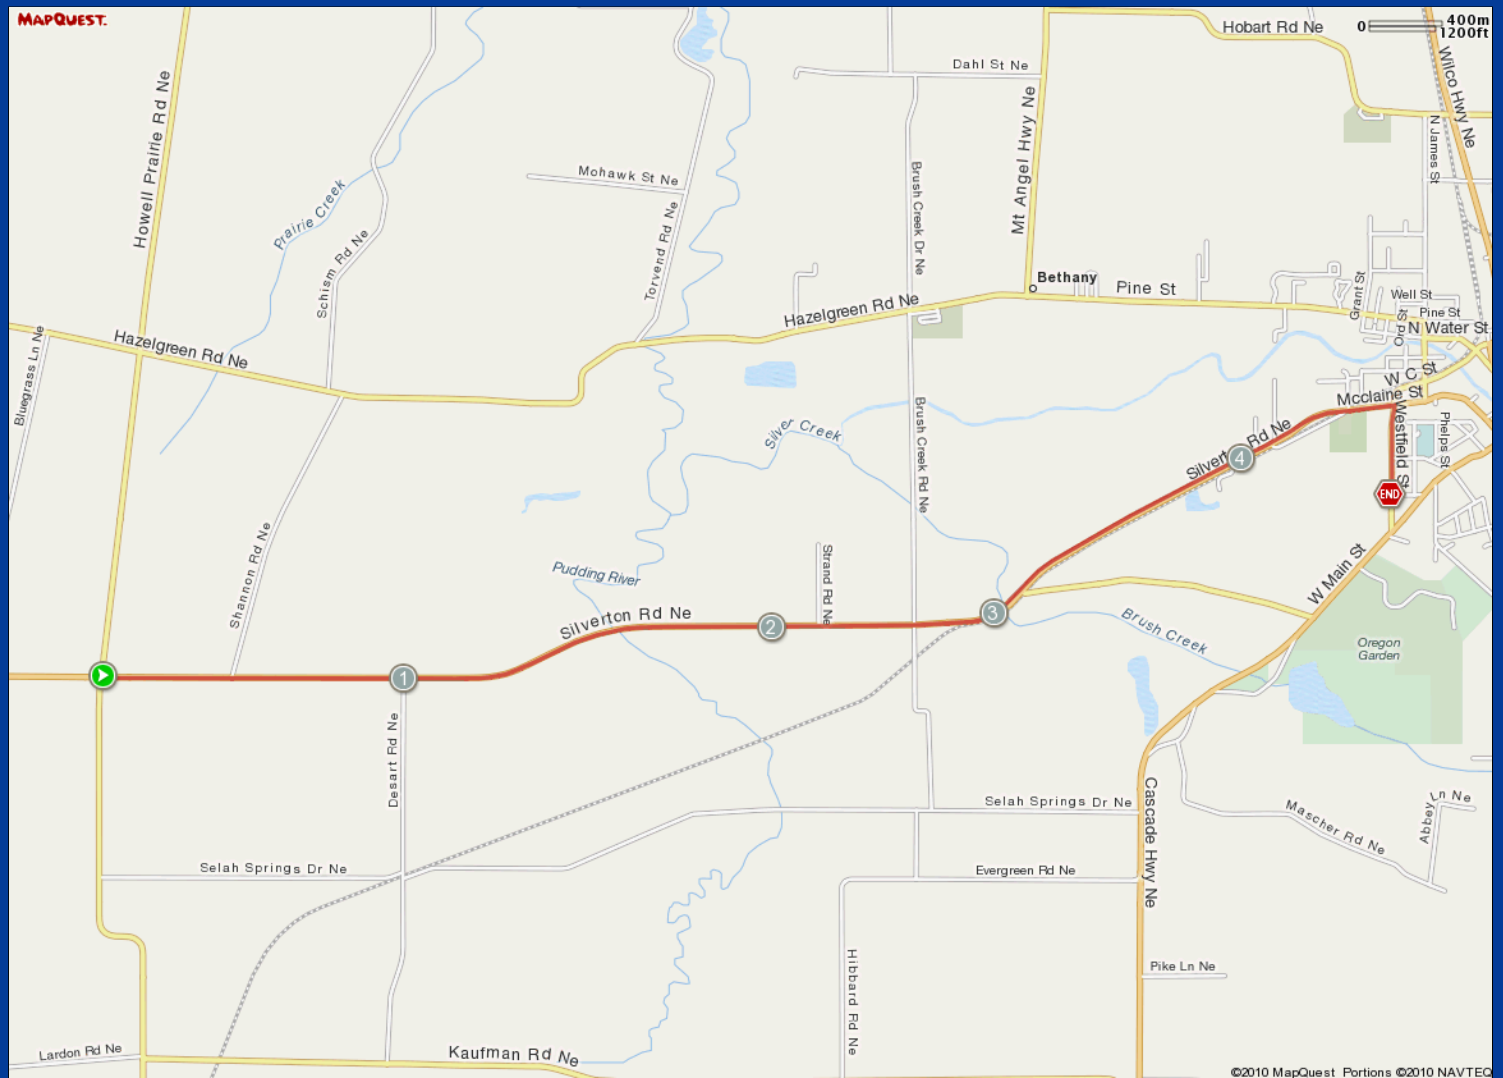 MAPQUEST.
Hobart Rd Ne
0
400m
1200ft
Wilco Hwy Ne
Dahl St Ne
Howell Prairie Rd Ne
Mt Angel Hwy Ne
N James St
Mohawk St Ne
Brush Creek Dr Ne
Prairie Creek
Schism Rd Ne
Torvend Rd Ne
Bethany
Pine St
Grant St
Well St
Pine St
Hazelgreen Rd Ne
Ord St
N Water St
Bluegrass Ln Ne
Hazelgreen Rd Ne
W C St
Mcclaine St
Silver Creek
Brush Creek Rd Ne
Westfield St
Phelps St
Silverton Rd Ne
4
END
Shannon Rd Ne
Strand Rd Ne
Pudding River
W Main St
Silverton Rd Ne
2
3
Brush Creek
Oregon
Garden
1
Desart Rd Ne
Cascade Hwy Ne
Selah Springs Dr Ne
Mascher Rd Ne
Abbey Ln Ne
Selah Springs Dr Ne
Evergreen Rd Ne
Hibbard Rd Ne
Pike Ln Ne
Lardon Rd Ne
Kaufman Rd Ne
©2010 MapQuest Portions ©2010 NAVTEQ